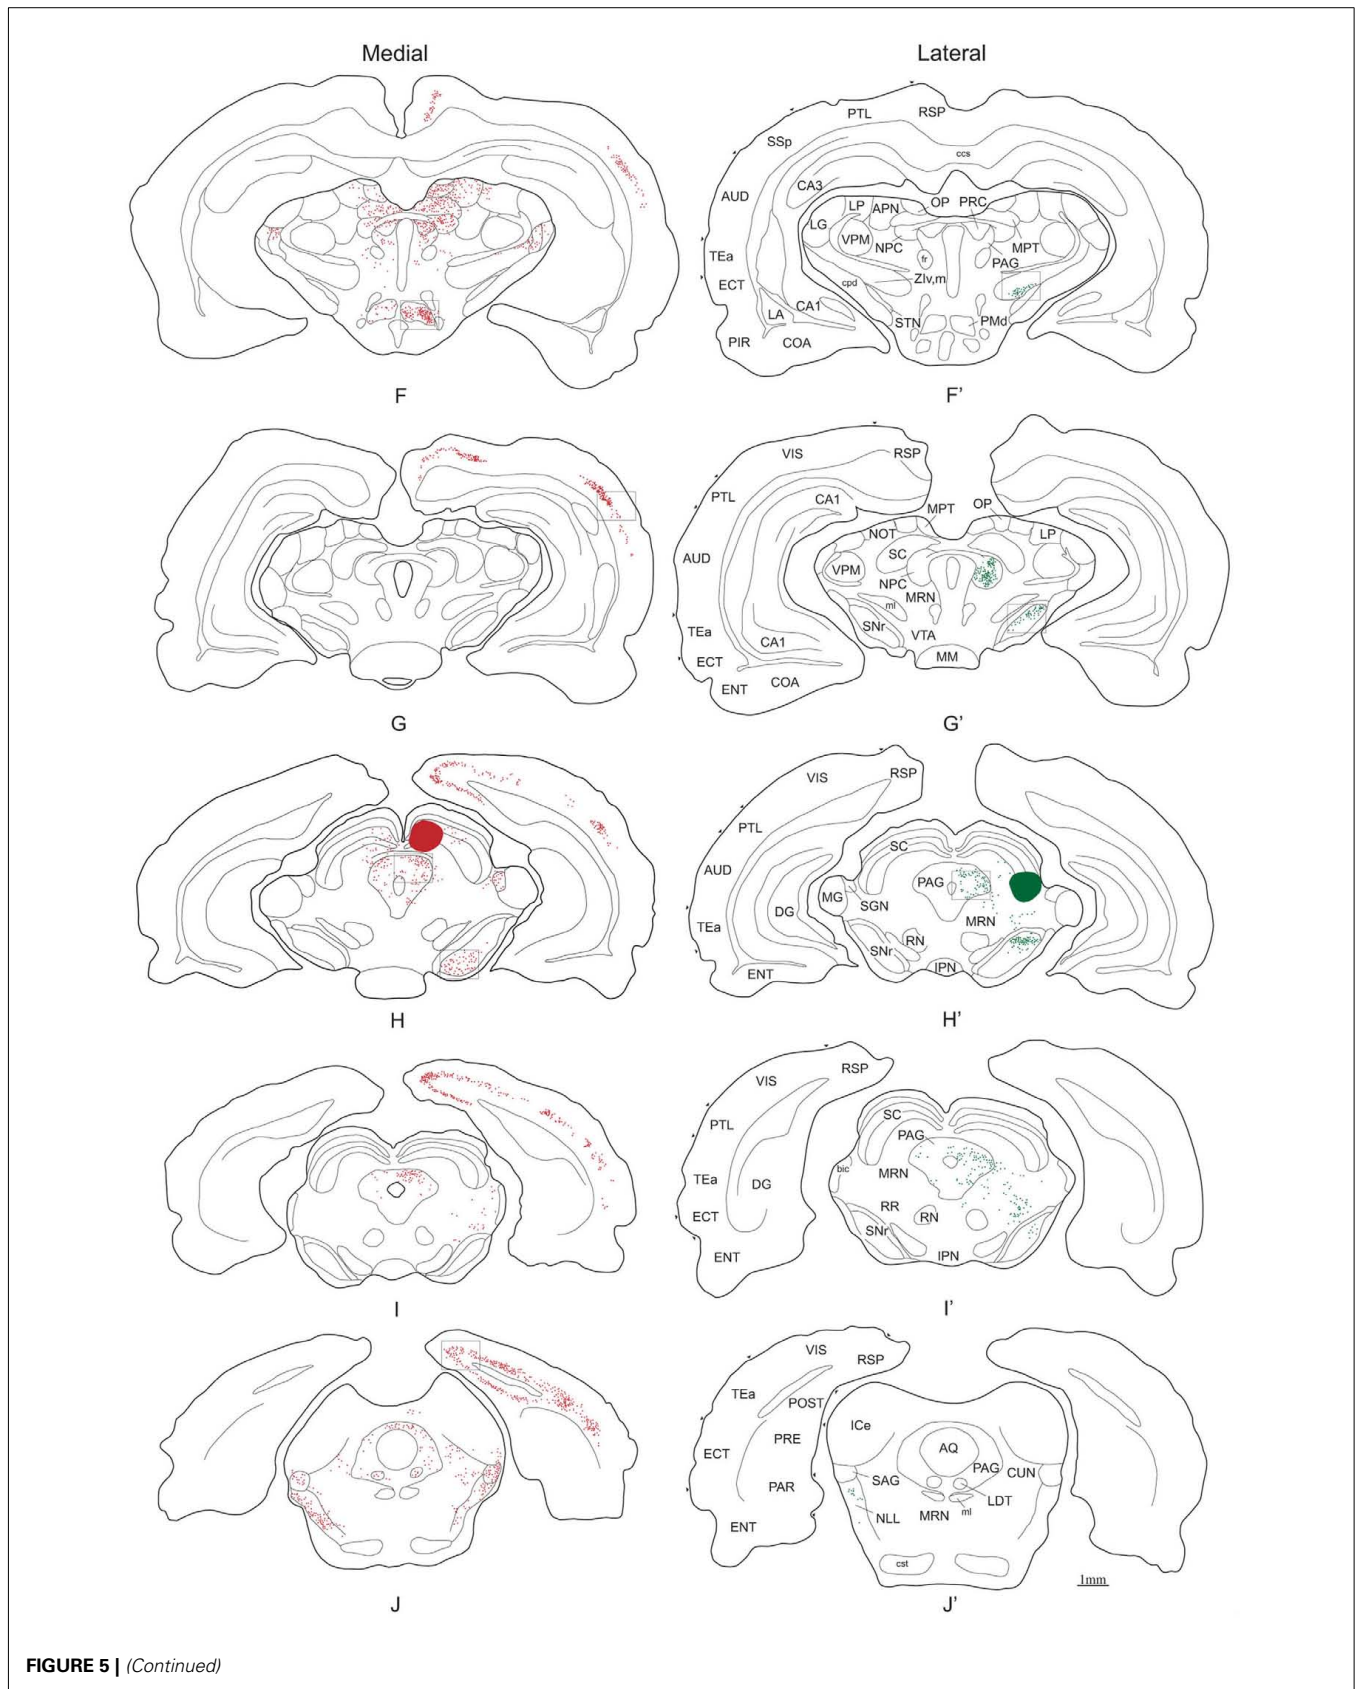 Medial
Lateral
PTL
RSP
SSp
ccs
CA3
AUD
LP
APN
OP
PRC
LG
VPM
NPC
MPT
fr
PAG
TEa
ECT
cpd
ZIv,m
LA
CA1
STN
PMd
PIR
COA
F
F’
VIS
RSP
PTL
CA1
MPT
OP
NOT
LP
AUD
SC
VPM
NPC
MRN
ml
SNr
VTA
TEa
CA1
MM
ECT
ENT
COA
G
G’
VIS
RSP
PTL
SC
AUD
PAG
MG
SGN
DG
MRN
TEa
RN
SNr
IPN
ENT
H
H’
VIS
RSP
PTL
SC
PAG
bic
MRN
TEa
DG
RR
RN
ECT
SNr
ENT
IPN
I
I’
VIS
RSP
TEa
POST
ICe
PRE
AQ
ECT
PAG
CUN
SAG
PAR
LDT
NLL
MRN
ml
ENT
cst
1mm
J
J’
FIGURE 5 | (Continued)